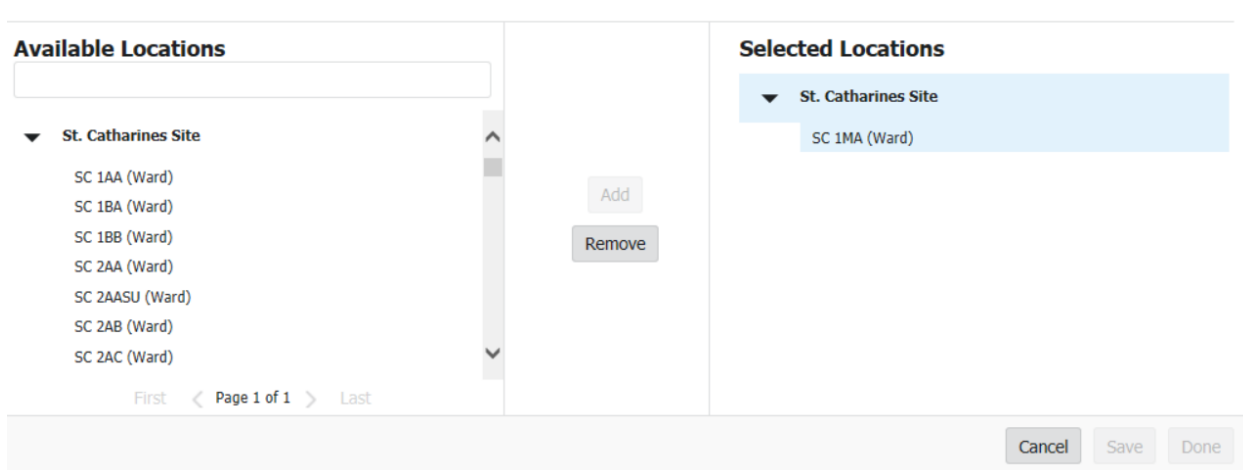 Available Locations
St. Catharines Site
SC 1AA (Ward)
SC 1BA (Ward)
SC 1BB (Ward)
SC 2AA (Ward)
SC 2AASU (Ward)
SC 2AB (Ward)
SC 2AC (Ward)
First Page 1 of 1 Last
Add
Remove
Selected Locations
St. Catharines Site
SC 1MA (Ward)
Cancel Save Done